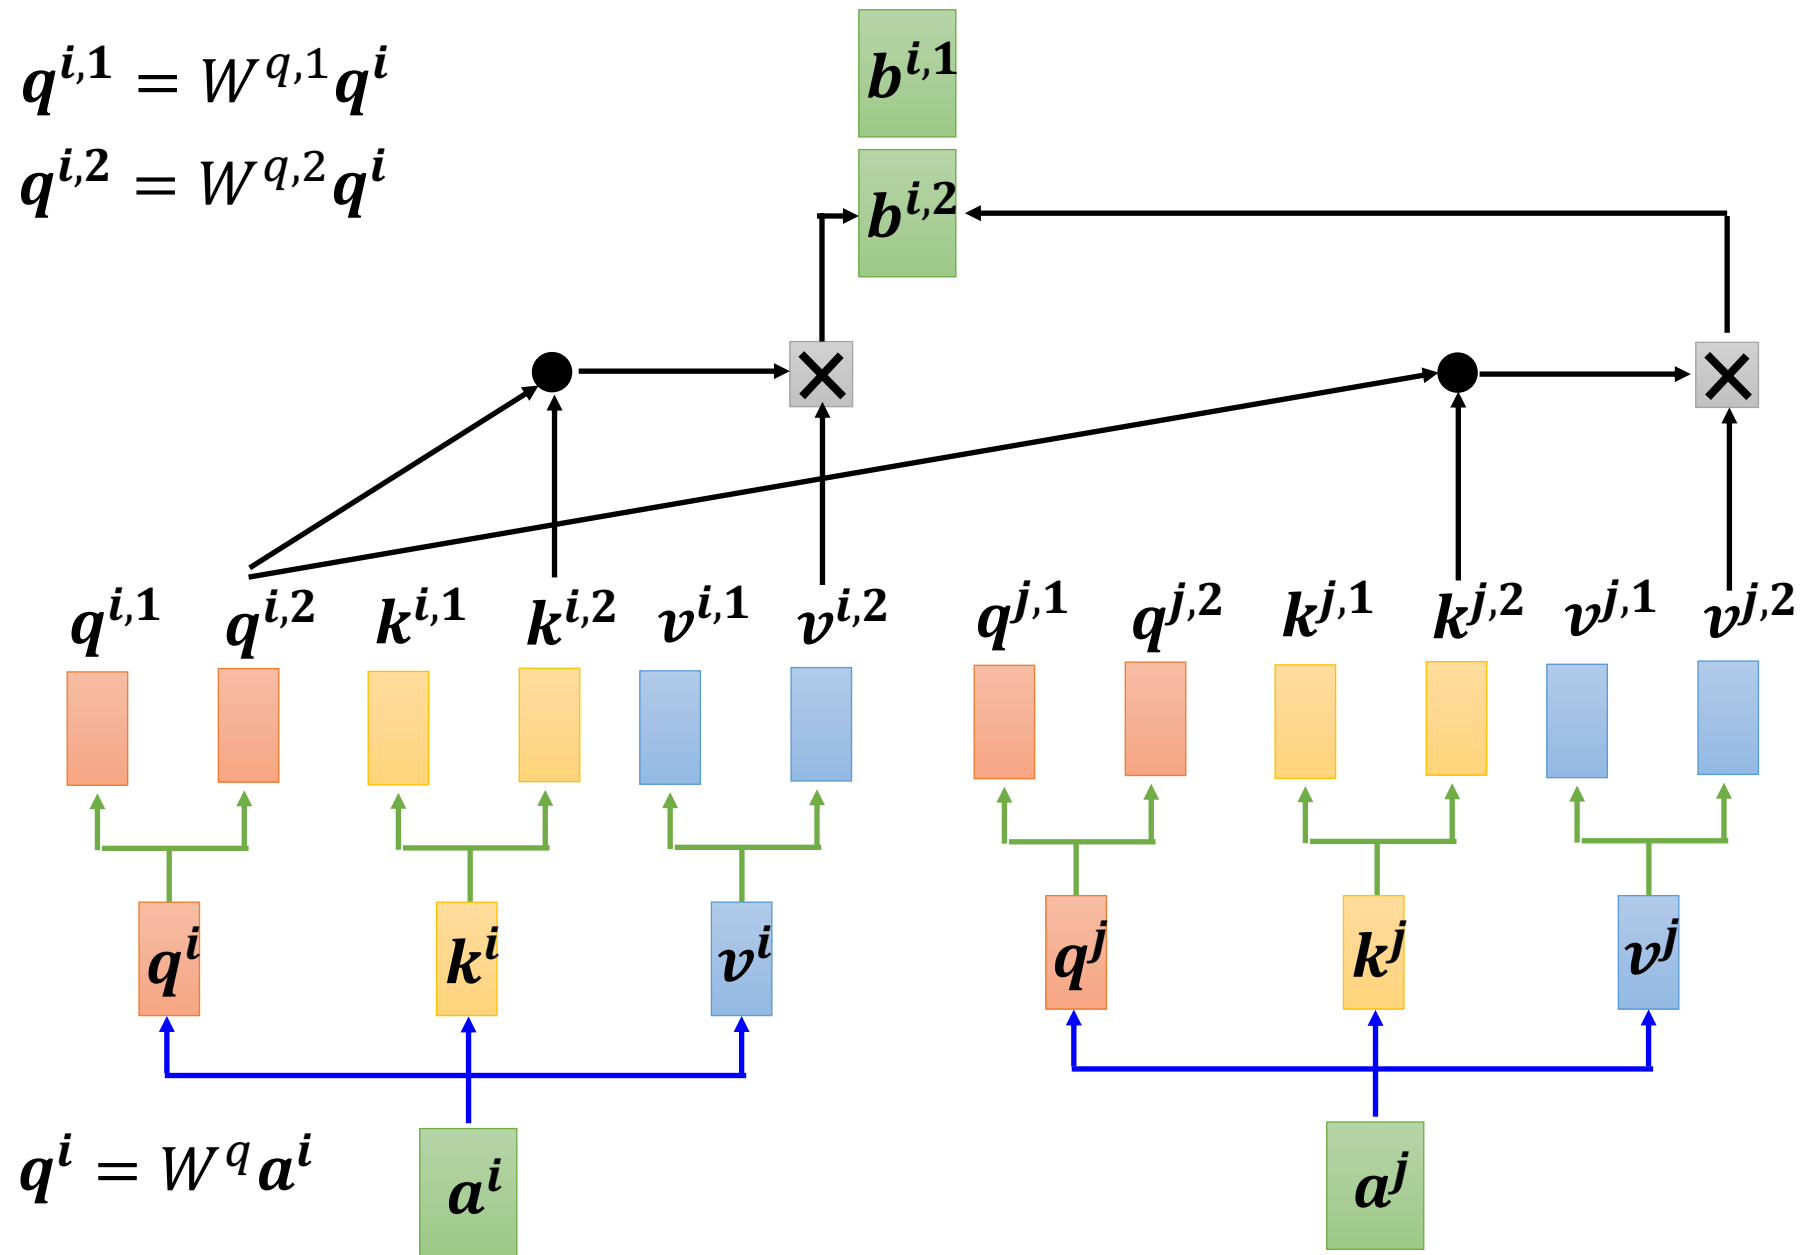 q^{i,1} = W^{q,1} q^i
q^{i,2} = W^{q,2} q^i
b^{i,1}
b^{i,2}
q^{i,1} q^{i,2} k^{i,1} k^{i,2} v^{i,1} v^{i,2} q^{j,1} q^{j,2} k^{j,1} k^{j,2} v^{j,1} v^{j,2}
q^i k^i v^i q^j k^j v^j
q^i = W^q a^i
a^i a^j